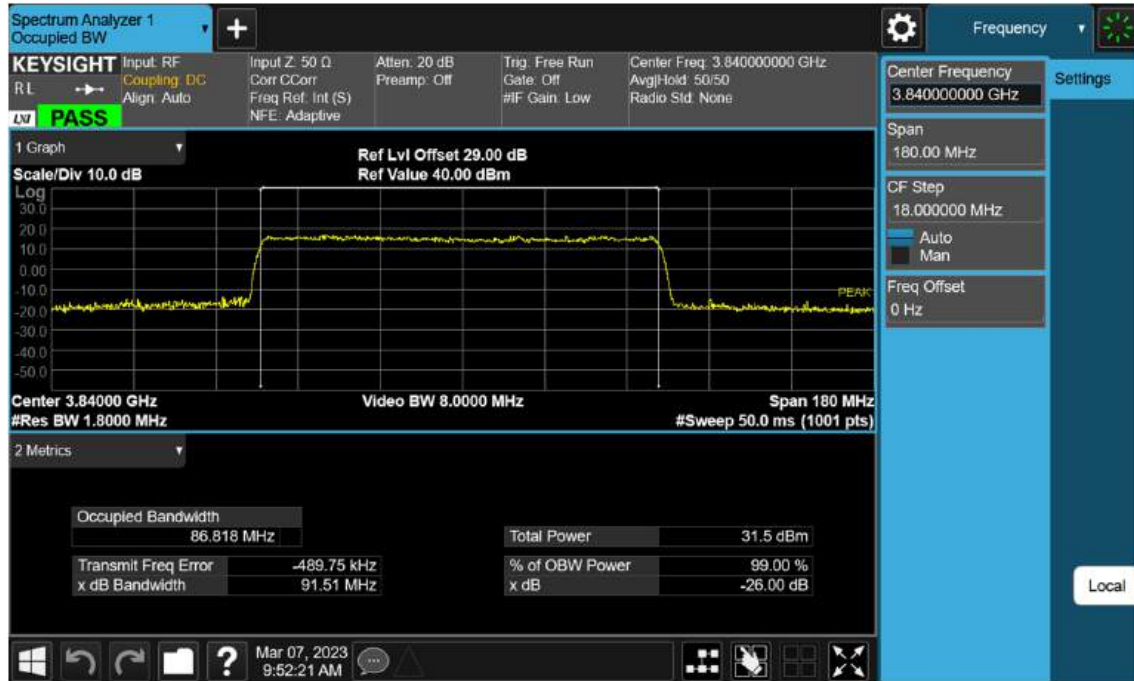 Spectrum Analyzer 1
Occupied BW
+
Frequency
KEYSIGHT
RL
LXI
PASS
Input: RF
Coupling: DC
Align: Auto
Input Z: 50 Ω
Corr CCorr
Freq Ref: Int (S)
NFE: Adaptive
Atten: 20 dB
Preamp: Off
Trig: Free Run
Gate: Off
#IF Gain: Low
Center Freq: 3.840000000 GHz
Avg|Hold: 50/50
Radio Std: None
Center Frequency
3.840000000 GHz
Settings
Span
180.00 MHz
CF Step
18.000000 MHz
Auto
Man
Freq Offset
0 Hz
Local
1 Graph
Scale/Div 10.0 dB
Ref Lvl Offset 29.00 dB
Ref Value 40.00 dBm
Log
30.0
20.0
10.0
0.00
-10.0
-20.0
-30.0
-40.0
-50.0
PEAK
Center 3.84000 GHz
#Res BW 1.8000 MHz
Video BW 8.0000 MHz
Span 180 MHz
#Sweep 50.0 ms (1001 pts)
2 Metrics
Occupied Bandwidth
86.818 MHz
Total Power 31.5 dBm
Transmit Freq Error -489.75 kHz
% of OBW Power 99.00 %
x dB Bandwidth 91.51 MHz
x dB -26.00 dB
?
Mar 07, 2023
9:52:21 AM